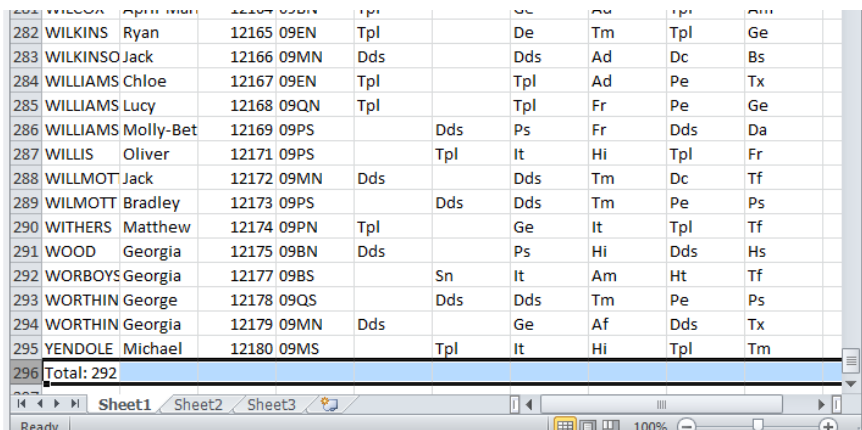 282 WILKINS Ryan 12165 09EN Tpl De Tm Tpl Ge
283 WILKINSO Jack 12166 09MN Dds Dds Ad Dc Bs
284 WILLIAMS Chloe 12167 09EN Tpl Tpl Ad Pe Tx
285 WILLIAMS Lucy 12168 09QN Tpl Tpl Fr Pe Ge
286 WILLIAMS Molly-Bet 12169 09PS Dds Ps Fr Dds Da
287 WILLIS Oliver 12171 09PS Tpl It Hi Tpl Fr
288 WILLMOTT Jack 12172 09MN Dds Dds Tm Dc Tf
289 WILMOTT Bradley 12173 09PS Dds Dds Tm Pe Ps
290 WITHERS Matthew 12174 09PN Tpl Ge It Tpl Tf
291 WOOD Georgia 12175 09BN Dds Ps Hi Dds Hs
292 WORBOYS Georgia 12177 09BS Sn It Am Ht Tf
293 WORTHIN George 12178 09QS Dds Dds Tm Pe Ps
294 WORTHIN Georgia 12179 09MN Dds Ge Af Dds Tx
295 YENDOLE Michael 12180 09MS Tpl It Hi Tpl Tm
296 Total: 292
Sheet1 Sheet2 Sheet3
Ready 100%